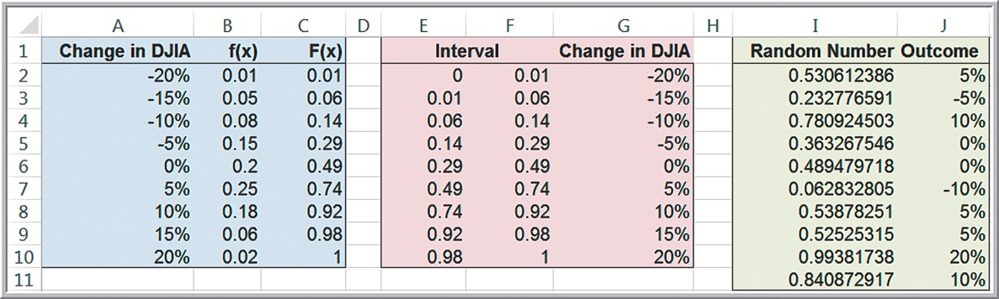 A B C D E F G H I J
1 Change in DJIA f(x) F(x) Interval Change in DJIA Random Number Outcome
2 -20% 0.01 0.01 0 0.01 -20% 0.530612386 5%
3 -15% 0.05 0.06 0.01 0.06 -15% 0.232776591 -5%
4 -10% 0.08 0.14 0.06 0.14 -10% 0.780924503 10%
5 -5% 0.15 0.29 0.14 0.29 -5% 0.363267546 0%
6 0% 0.2 0.49 0.29 0.49 0% 0.489479718 0%
7 5% 0.25 0.74 0.49 0.74 5% 0.062832805 -10%
8 10% 0.18 0.92 0.74 0.92 10% 0.53878251 5%
9 15% 0.06 0.98 0.92 0.98 15% 0.52525315 5%
10 20% 0.02 1 0.98 1 20% 0.99381738 20%
11 0.840872917 10%